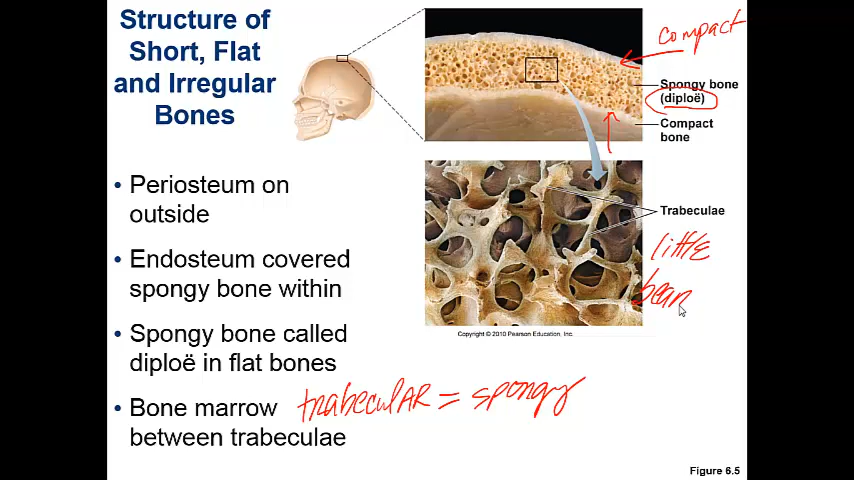 Structure of
Short, Flat
and Irregular
Bones
• Periosteum on
outside
• Endosteum covered
spongy bone within
• Spongy bone called
diploë in flat bones
• Bone marrow
between trabeculae
trabeculAR = spongy
compact
Spongy bone
(diploë)
Compact
bone
Trabeculae
little
beam
Copyright © 2010 Pearson Education, Inc.
Figure 6.5